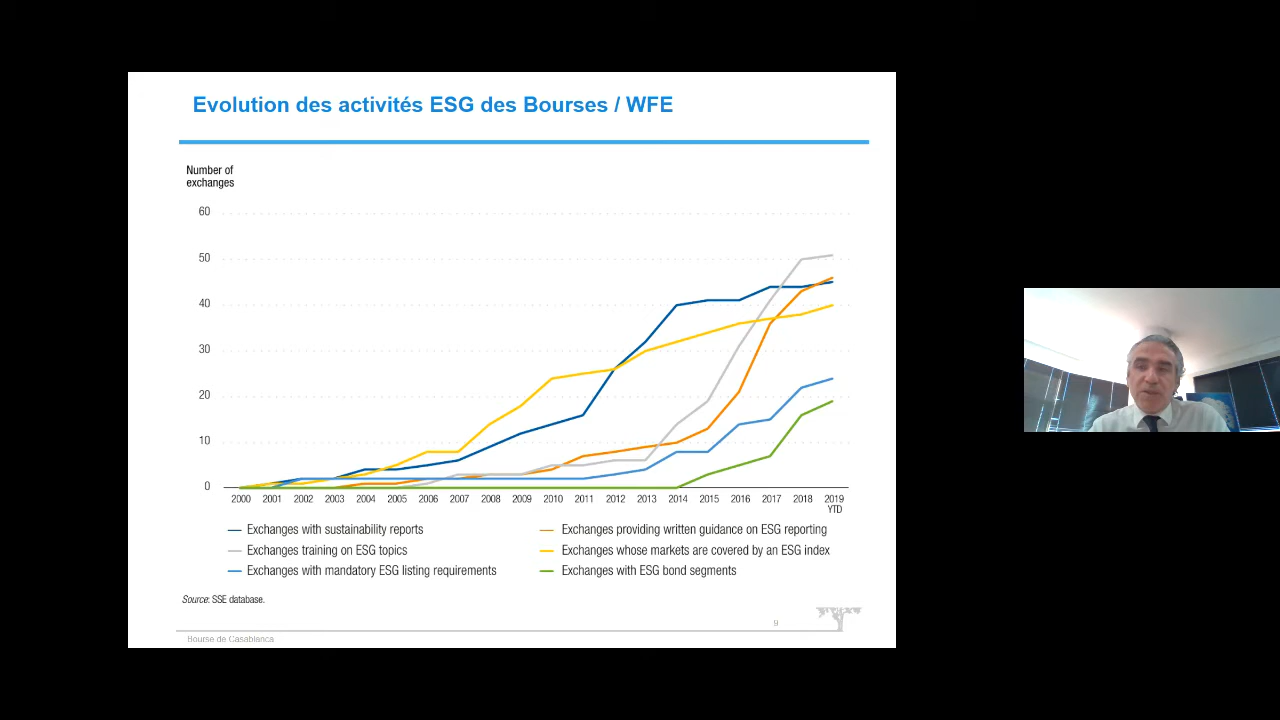 Evolution des activités ESG des Bourses / WFE
Number of
exchanges
60
50
40
30
20
10
0
2000 2001 2002 2003 2004 2005 2006 2007 2008 2009 2010 2011 2012 2013 2014 2015 2016 2017 2018 2019
YTD
Exchanges with sustainability reports
Exchanges providing written guidance on ESG reporting
Exchanges training on ESG topics
Exchanges whose markets are covered by an ESG index
Exchanges with mandatory ESG listing requirements
Exchanges with ESG bond segments
Source: SSE database.
9
Bourse de Casablanca